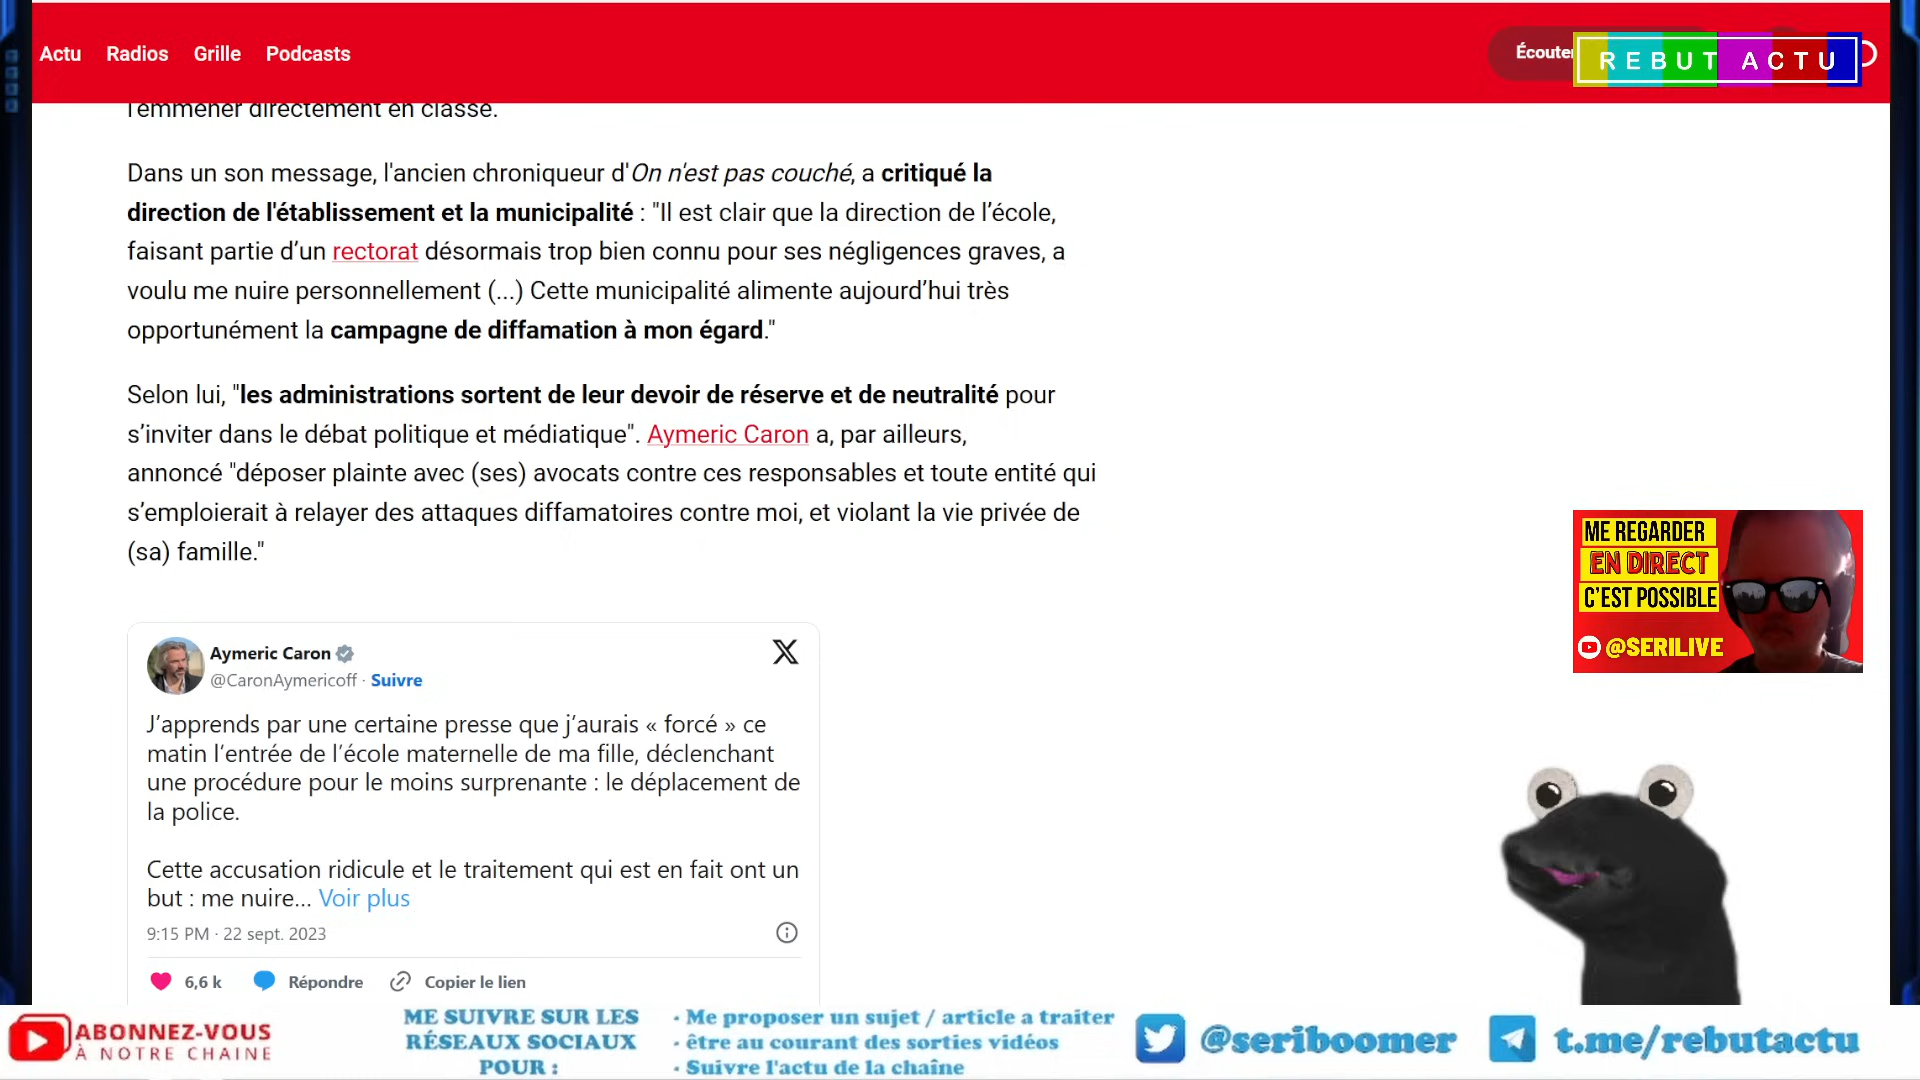 Actu Radios Grille Podcasts
Écouter
REBUT ACTU
l'emmener directement en classe.
Dans un son message, l'ancien chroniqueur d'On n'est pas couché, a critiqué la
direction de l'établissement et la municipalité : "Il est clair que la direction de l’école,
faisant partie d’un rectorat désormais trop bien connu pour ses négligences graves, a
voulu me nuire personnellement (...) Cette municipalité alimente aujourd’hui très
opportunément la campagne de diffamation à mon égard."
Selon lui, "les administrations sortent de leur devoir de réserve et de neutralité pour
s’inviter dans le débat politique et médiatique". Aymeric Caron a, par ailleurs,
annoncé "déposer plainte avec (ses) avocats contre ces responsables et toute entité qui
s’emploierait à relayer des attaques diffamatoires contre moi, et violant la vie privée de
(sa) famille."
ME REGARDER
EN DIRECT
C'EST POSSIBLE
@SERILIVE
Aymeric Caron
@CaronAymericoff · Suivre
J’apprends par une certaine presse que j’aurais « forcé » ce
matin l’entrée de l’école maternelle de ma fille, déclenchant
une procédure pour le moins surprenante : le déplacement de
la police.
Cette accusation ridicule et le traitement qui est en fait ont un
but : me nuire... Voir plus
9:15 PM · 22 sept. 2023
6,6 k Répondre Copier le lien
ABONNEZ-VOUS
À NOTRE CHAINE
ME SUIVRE SUR LES
RÉSEAUX SOCIAUX
POUR :
- Me proposer un sujet / article a traiter
- être au courant des sorties vidéos
- Suivre l'actu de la chaîne
@seriboomer
t.me/rebutactu